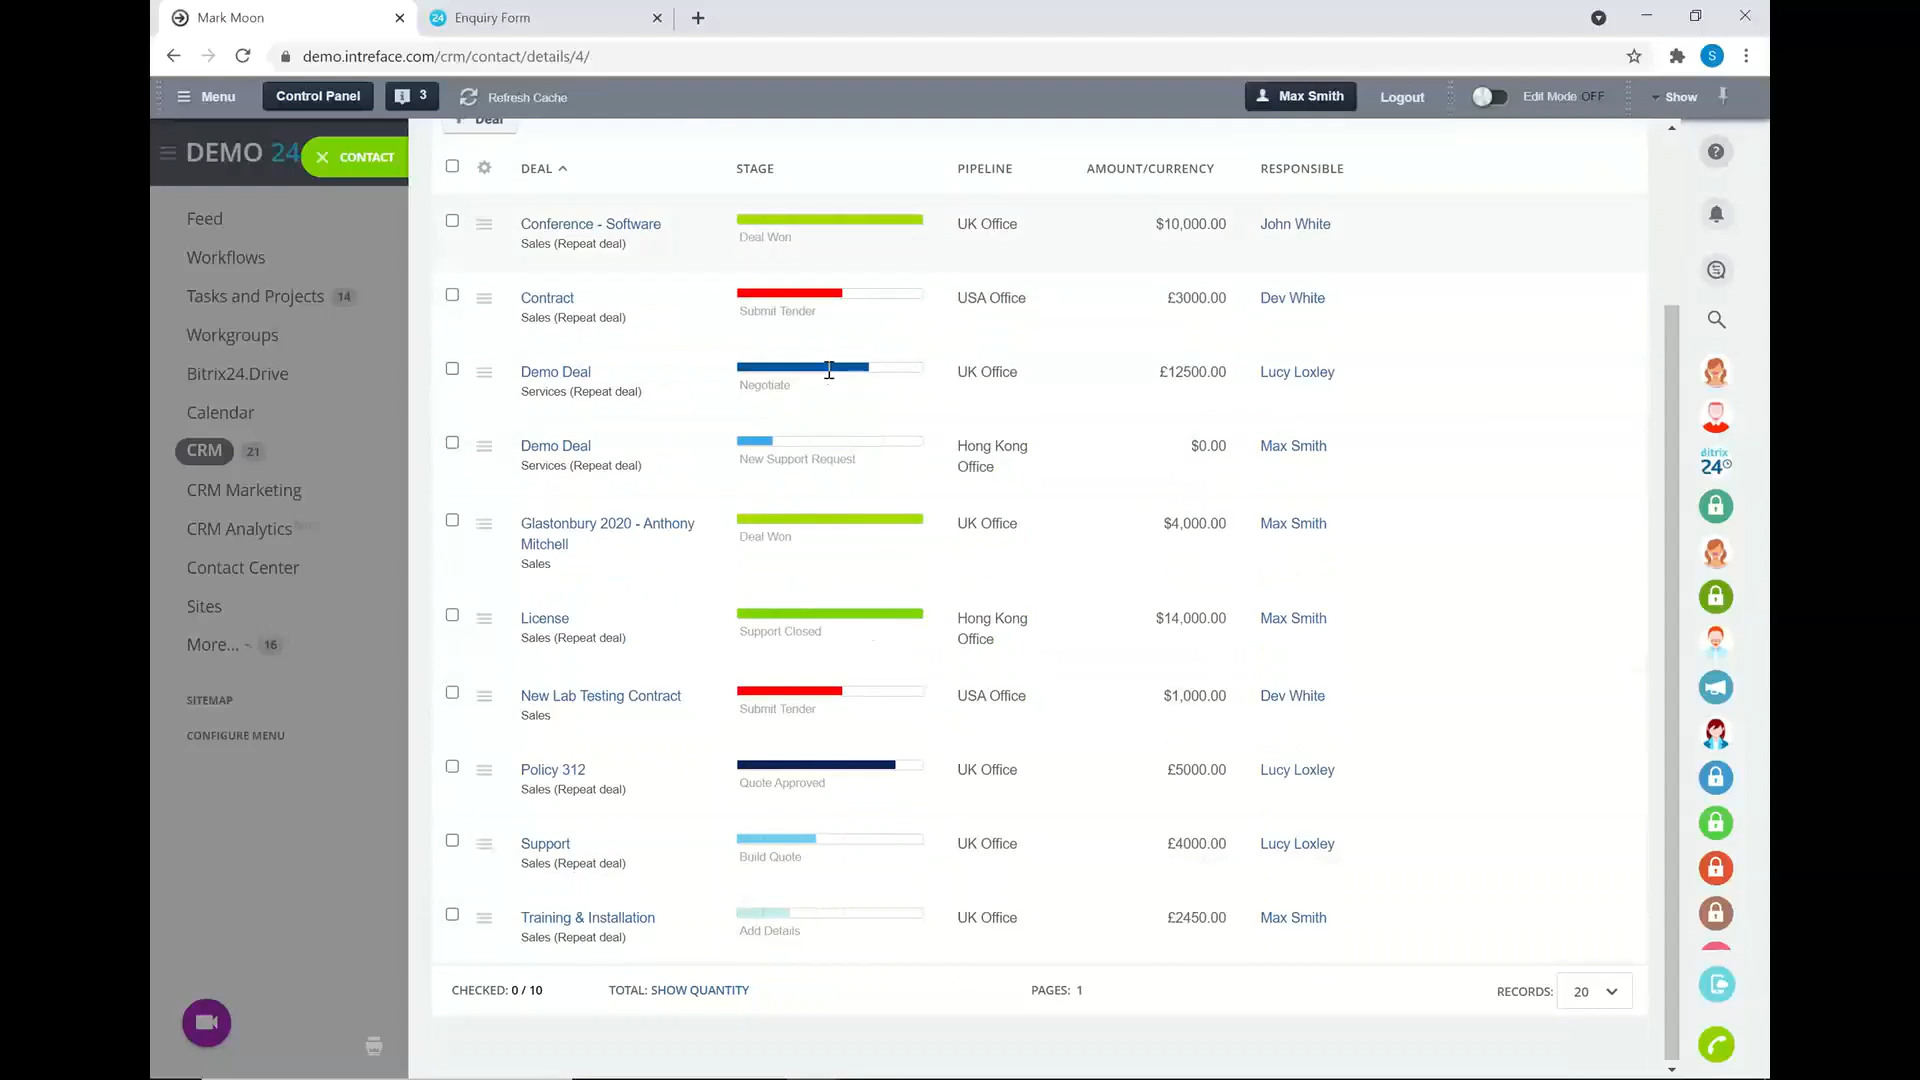 Mark Moon
24 Enquiry Form
demo.intreface.com/crm/contact/details/4/
S
Menu
Control Panel
3
Refresh Cache
Max Smith
Logout
Edit Mode OFF
Show
DEMO 24
CONTACT
Feed
Workflows
Tasks and Projects 14
Workgroups
Bitrix24.Drive
Calendar
CRM 21
CRM Marketing
CRM Analytics
Contact Center
Sites
More... 16
SITEMAP
CONFIGURE MENU
+ Deal
DEAL STAGE PIPELINE AMOUNT/CURRENCY RESPONSIBLE
Conference - Software UK Office $10,000.00 John White
Sales (Repeat deal) Deal Won
Contract USA Office £3000.00 Dev White
Sales (Repeat deal) Submit Tender
Demo Deal UK Office £12500.00 Lucy Loxley
Services (Repeat deal) Negotiate
Demo Deal Hong Kong $0.00 Max Smith
Services (Repeat deal) New Support Request Office
Glastonbury 2020 - Anthony UK Office $4,000.00 Max Smith
Mitchell Deal Won
Sales
License Hong Kong $14,000.00 Max Smith
Sales (Repeat deal) Support Closed Office
New Lab Testing Contract USA Office $1,000.00 Dev White
Sales Submit Tender
Policy 312 UK Office £5000.00 Lucy Loxley
Sales (Repeat deal) Quote Approved
Support UK Office £4000.00 Lucy Loxley
Sales (Repeat deal) Build Quote
Training & Installation UK Office £2450.00 Max Smith
Sales (Repeat deal) Add Details
CHECKED: 0 / 10 TOTAL: SHOW QUANTITY PAGES: 1 RECORDS: 20
Bitrix
24